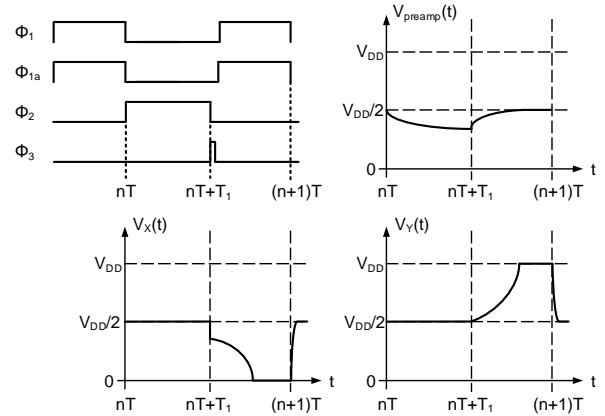 Φ1
Φ1a
Φ2
Φ3
nT nT+T1 (n+1)T
Vpreamp(t)
VDD
VDD/2
0
t
nT nT+T1 (n+1)T
VX(t)
VDD
VDD/2
0
t
nT nT+T1 (n+1)T
VY(t)
VDD
VDD/2
0
t
nT nT+T1 (n+1)T